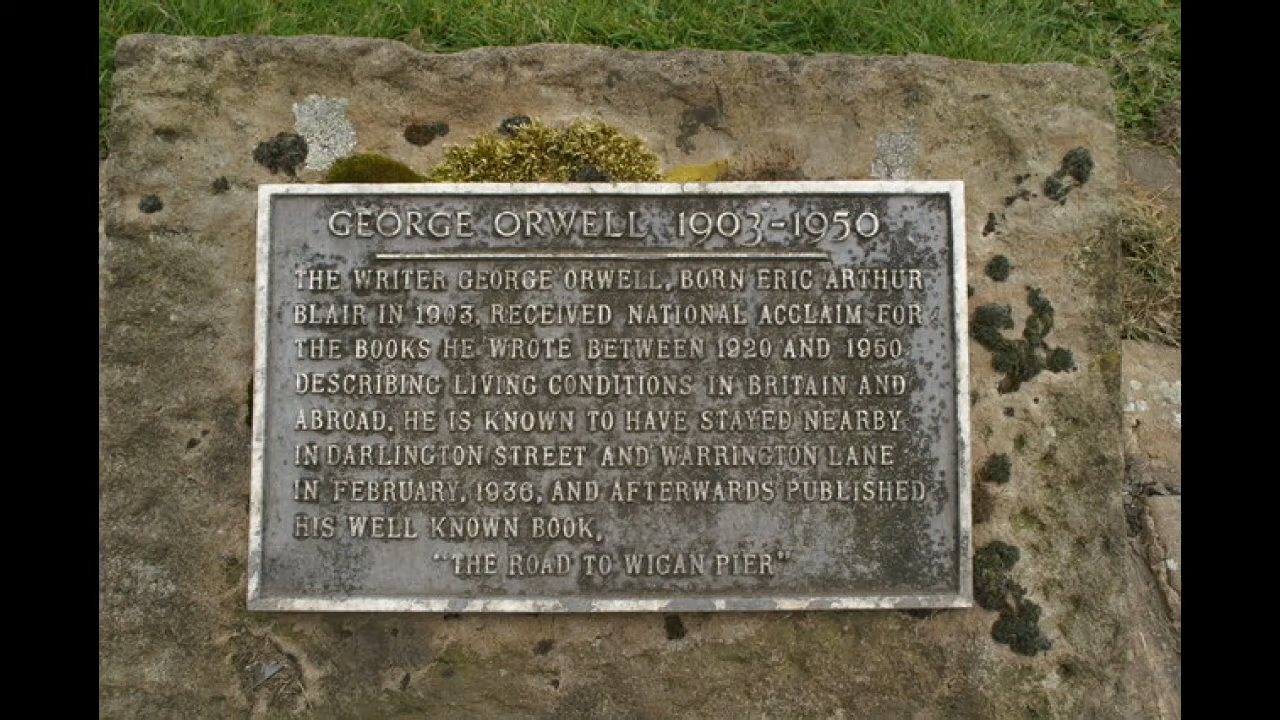 GEORGE ORWELL 1903-1950
THE WRITER GEORGE ORWELL, BORN ERIC ARTHUR
BLAIR IN 1903, RECEIVED NATIONAL ACCLAIM FOR
THE BOOKS HE WROTE BETWEEN 1920 AND 1950
DESCRIBING LIVING CONDITIONS IN BRITAIN AND
ABROAD. HE IS KNOWN TO HAVE STAYED NEARBY
IN DARLINGTON STREET AND WARRINGTON LANE
IN FEBRUARY, 1936, AND AFTERWARDS PUBLISHED
HIS WELL KNOWN BOOK,
"THE ROAD TO WIGAN PIER"